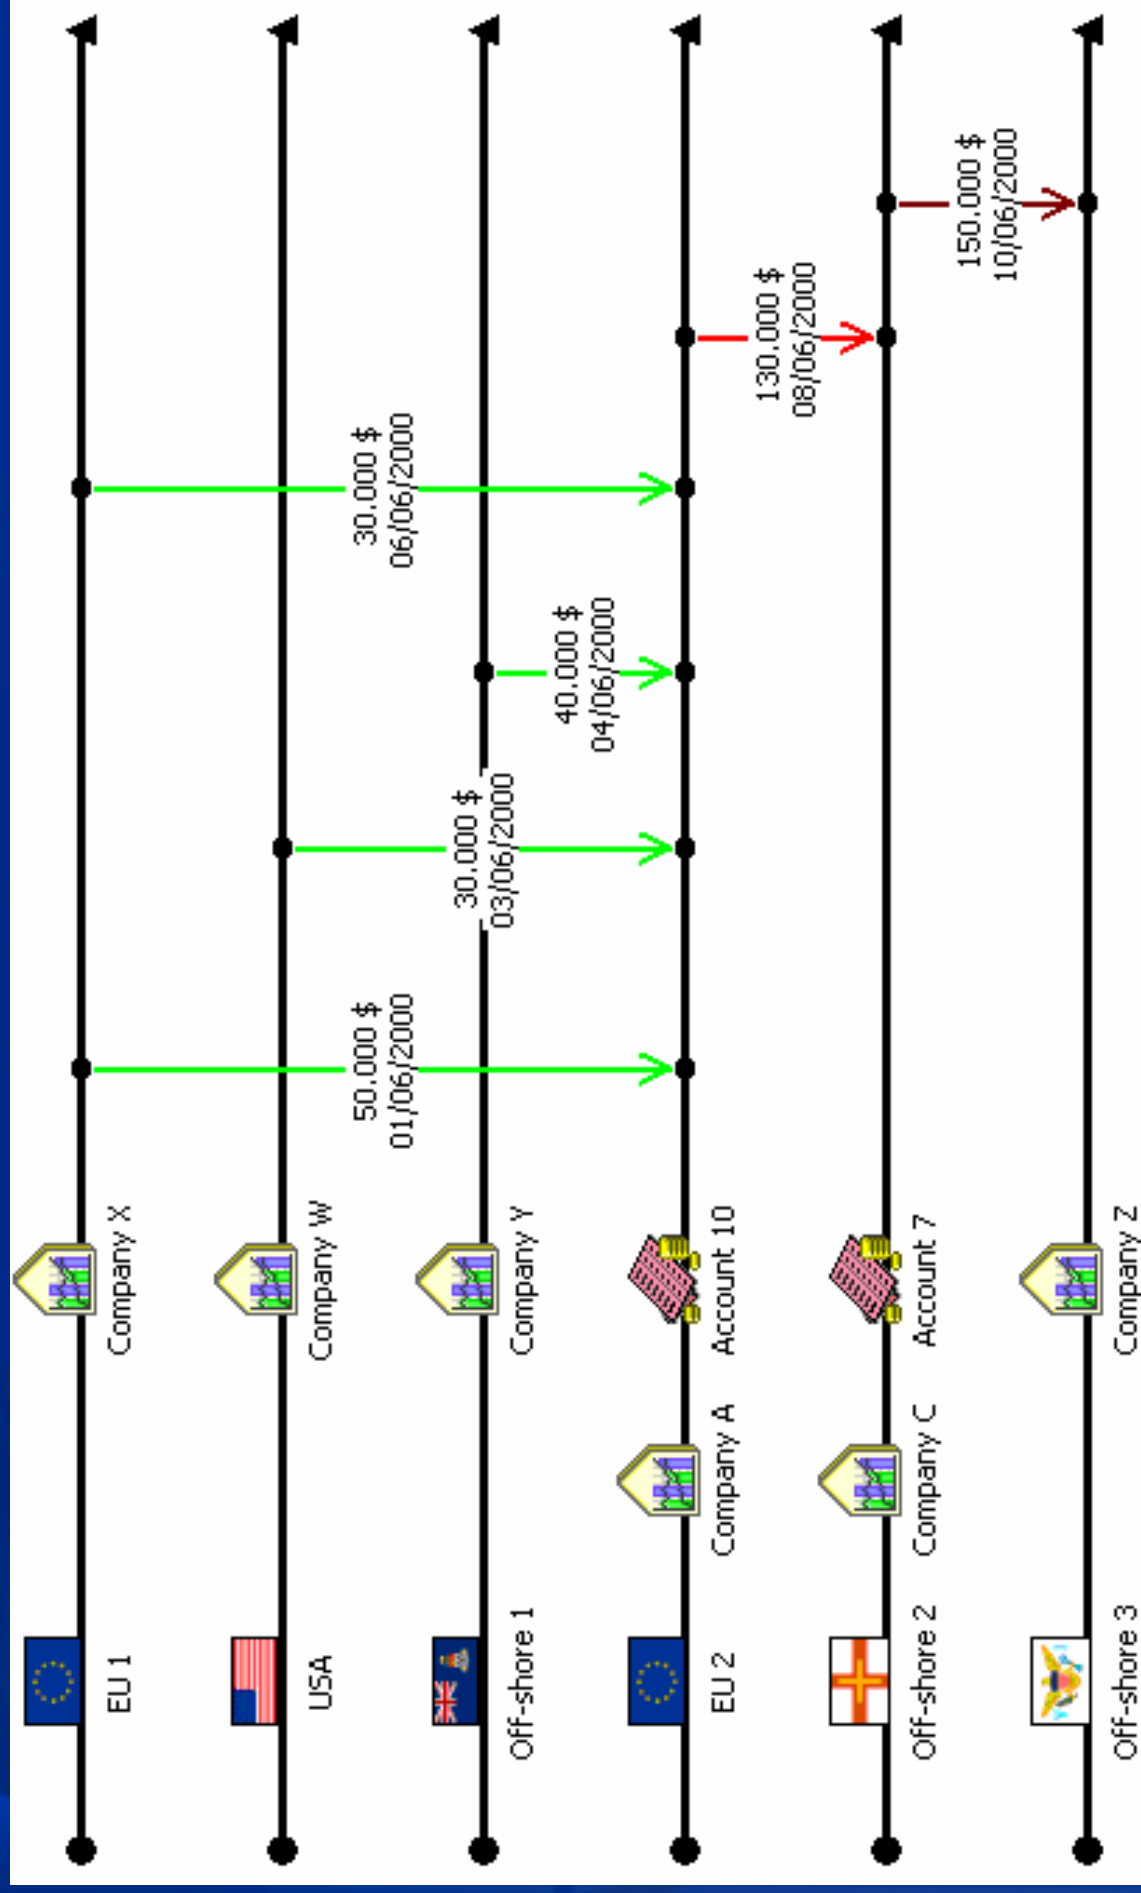 EU 1
Company X
USA
Company W
Off-shore 1
Company Y
EU 2
Company A
Account 10
Off-shore 2
Company C
Account 7
Off-shore 3
Company Z
50.000 $
01/06/2000
30.000 $
03/06/2000
40.000 $
04/06/2000
30.000 $
06/06/2000
130.000 $
08/06/2000
150.000 $
10/06/2000